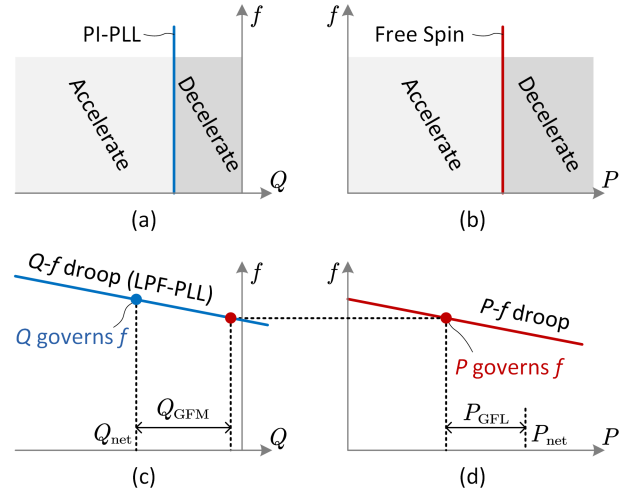 PI-PLL
f
Accelerate
Decelerate
Q
(a)
Free Spin
f
Accelerate
Decelerate
P
(b)
Q-f droop (LPF-PLL)
f
Q governs f
Q_GFM
Q_net
Q
(c)
f
P-f droop
P governs f
P_GFL
P_net
P
(d)